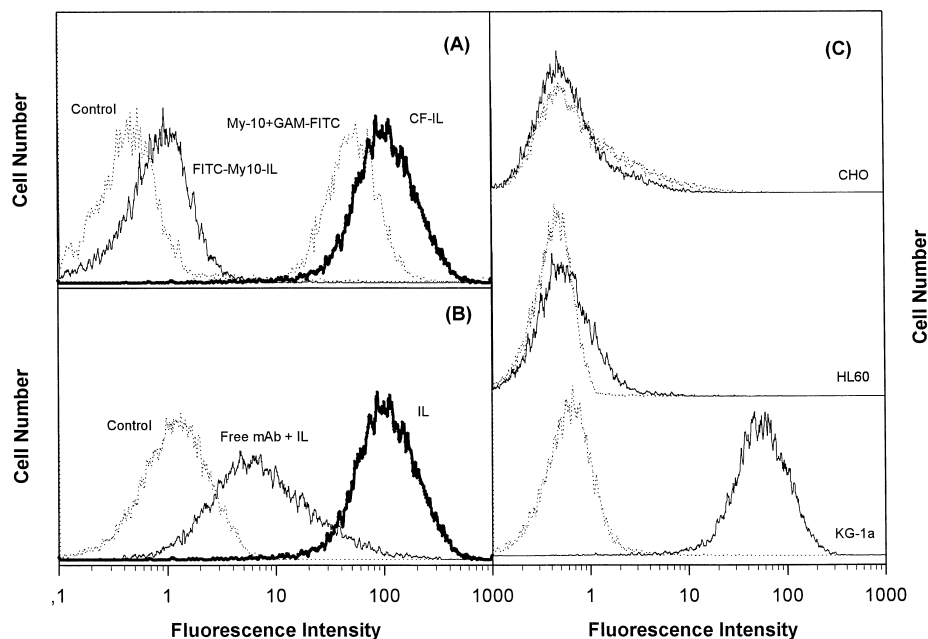 (A)
Control
My-10+GAM-FITC
CF-IL
FITC-My10-IL
Cell Number
(B)
Control
Free mAb + IL
IL
Cell Number
,1 1 10 100 1000
Fluorescence Intensity
(C)
CHO
HL60
KG-1a
Cell Number
1 10 100 1000
Fluorescence Intensity